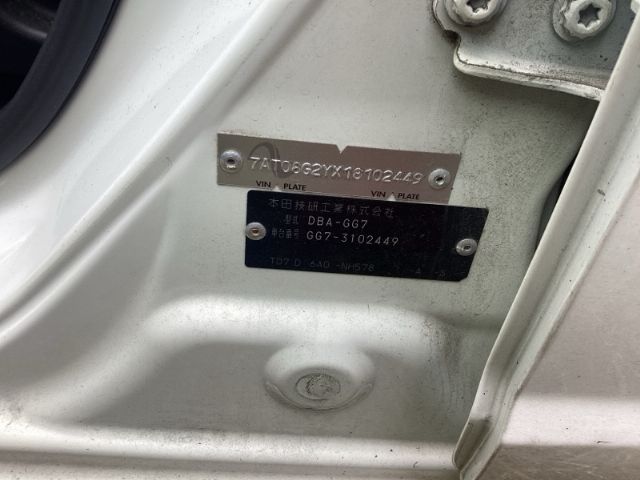 7AT08G2YX18102449
VIN PLATE VIN PLATE
本田技研工業株式会社
型式 DBA-GG7
車台番号 GG7-3102449